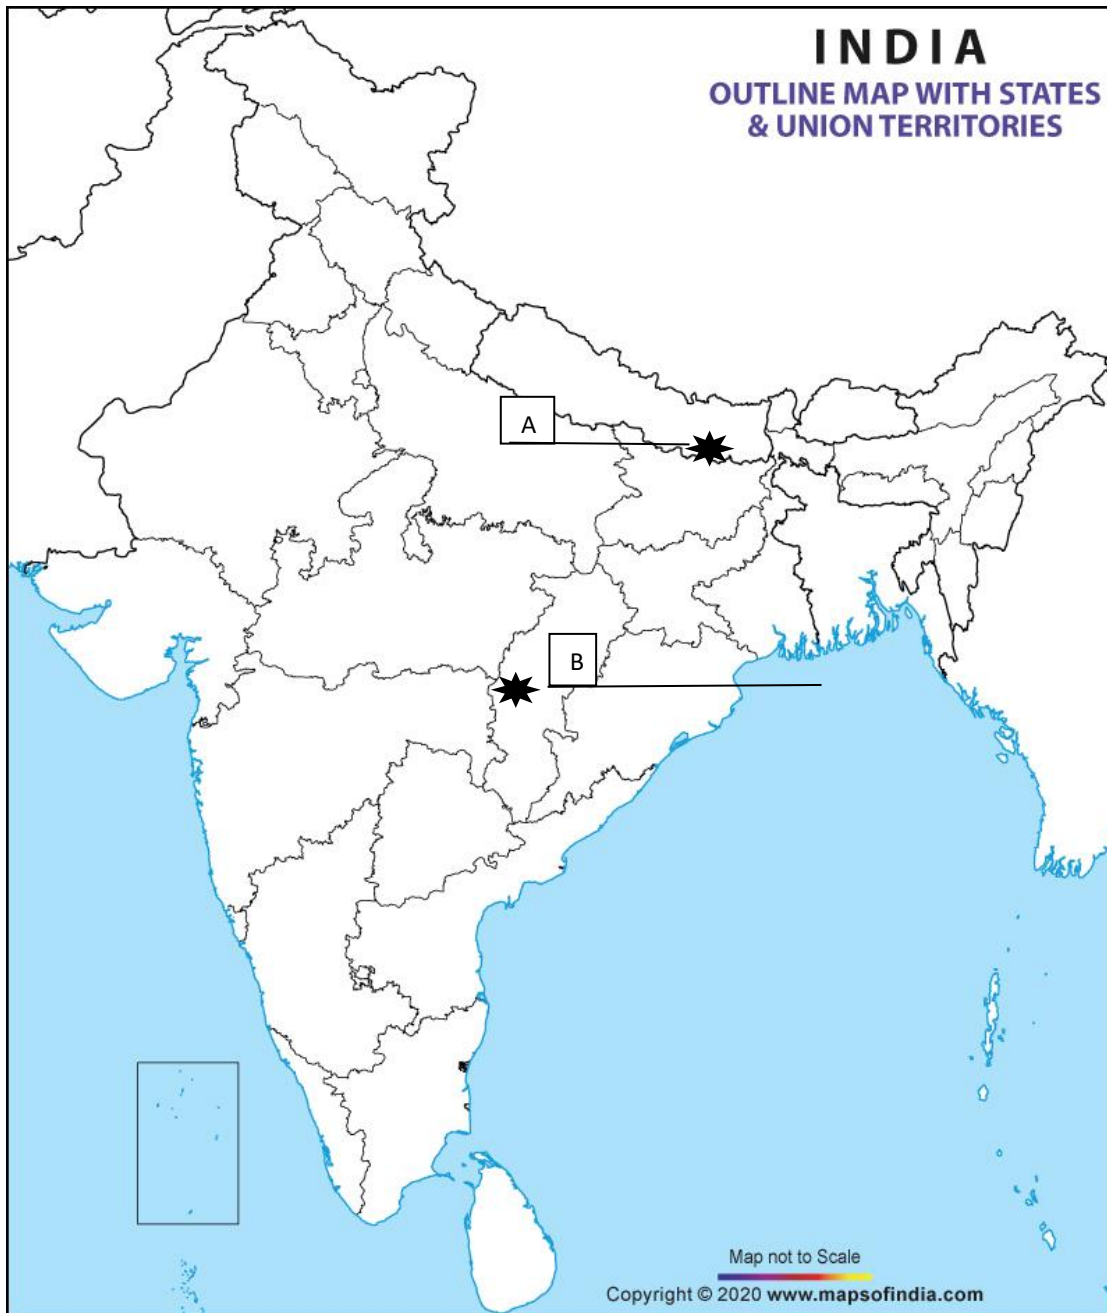 INDIA
OUTLINE MAP WITH STATES
& UNION TERRITORIES
A
B
Map not to Scale
Copyright © 2020 www.mapsofindia.com